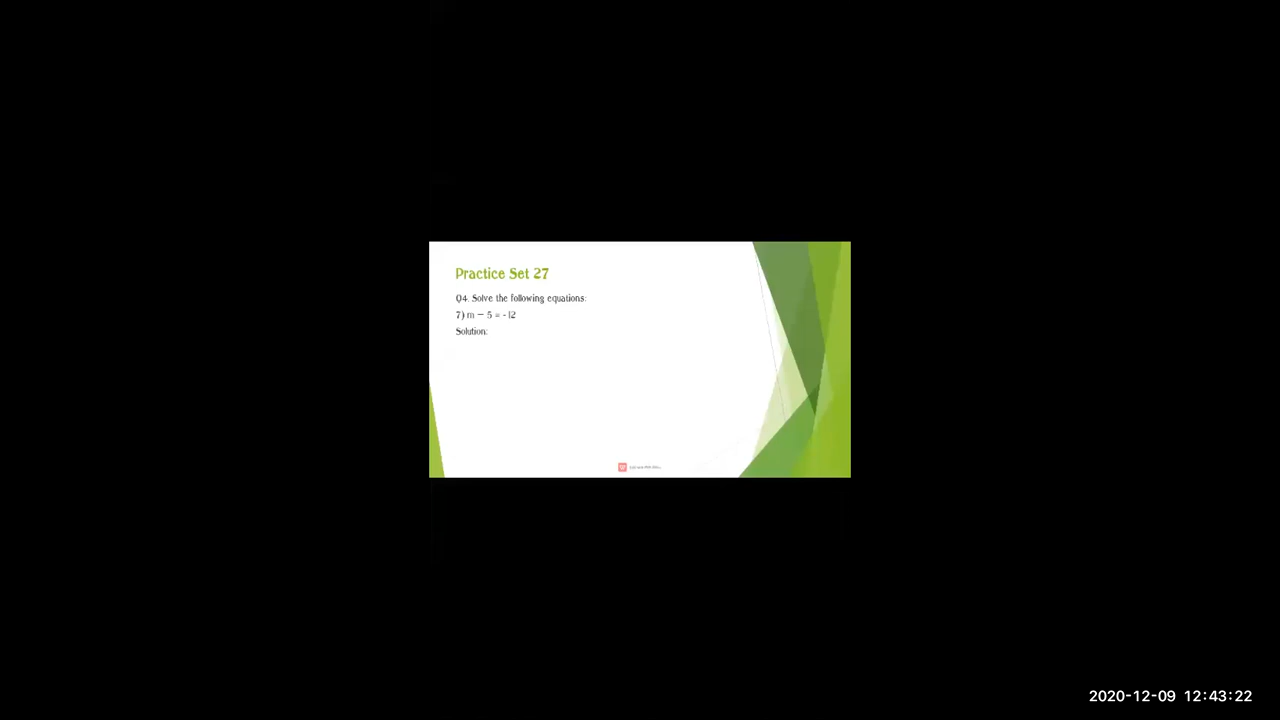 Practice Set 27
Q4. Solve the following equations:
7) m – 5 = -12
Solution:
2020-12-09 12:43:22